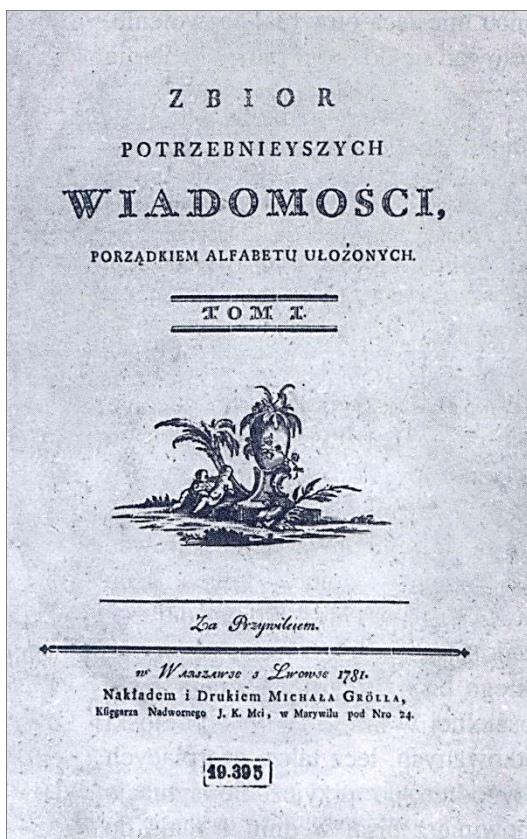 ZBIOR
POTRZEBNIEYSZYCH
WIADOMOŚCI,
PORZĄDKIEM ALFABETU UŁOŻONYCH.
TOM I.
Za Przywileiem.
w WARSZAWIE i LWOWIE 1781.
Nakładem i Drukiem MICHAŁA GRÖLLA,
Księgarza Nadwornego J. K. Mci, w Marywilu pod Nro 24.
19.395